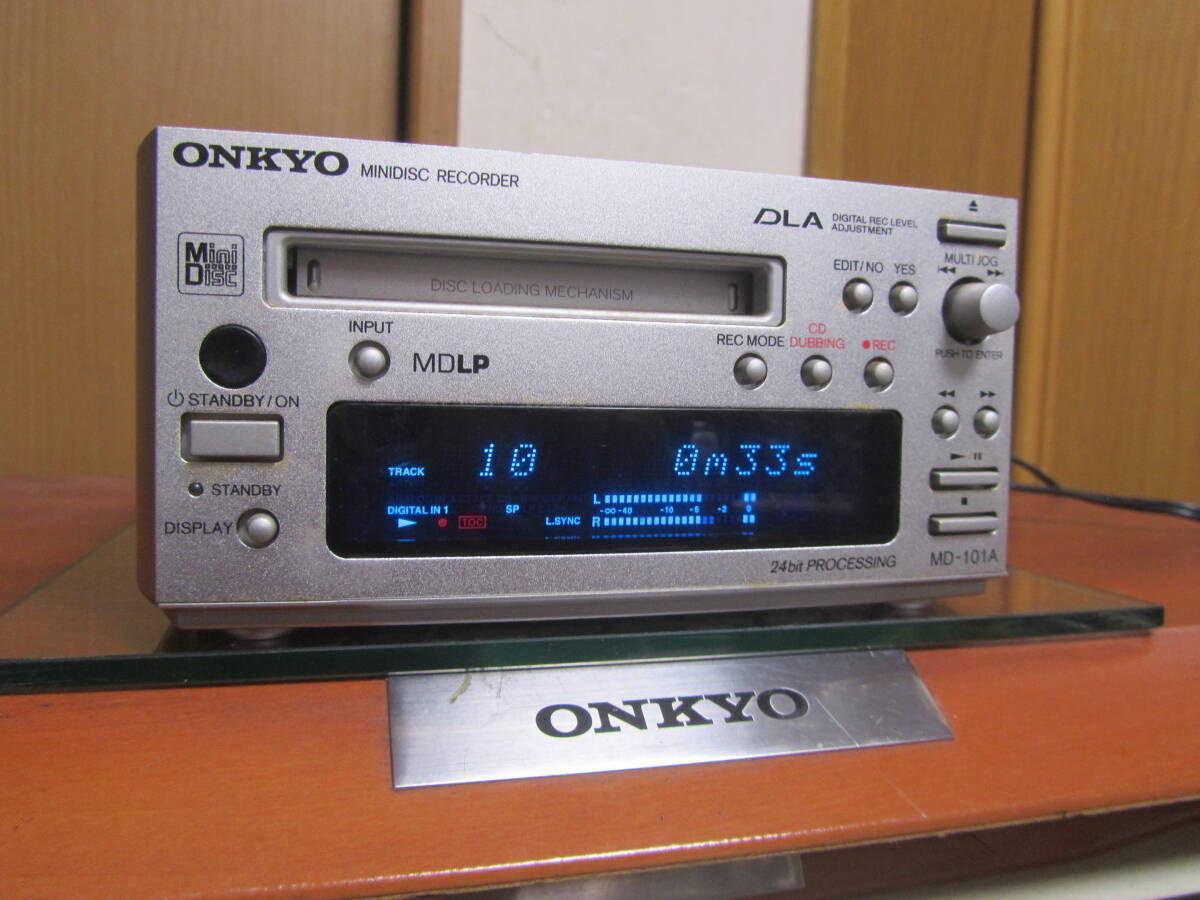 ONKYO MINIDISC RECORDER
DLA DIGITAL REC LEVEL
ADJUSTMENT
Mini
Disc
DISC LOADING MECHANISM
EDIT/NO YES
MULTI JOG
PUSH TO ENTER
INPUT
MDLP
REC MODE
CD
DUBBING
REC
STANDBY/ON
STANDBY
DISPLAY
TRACK 10 0m33s
DIGITAL IN 1 SP
TOC
L.SYNC
L
-∞ -40 -10 -6 -2 0
R
24bit PROCESSING
MD-101A
ONKYO